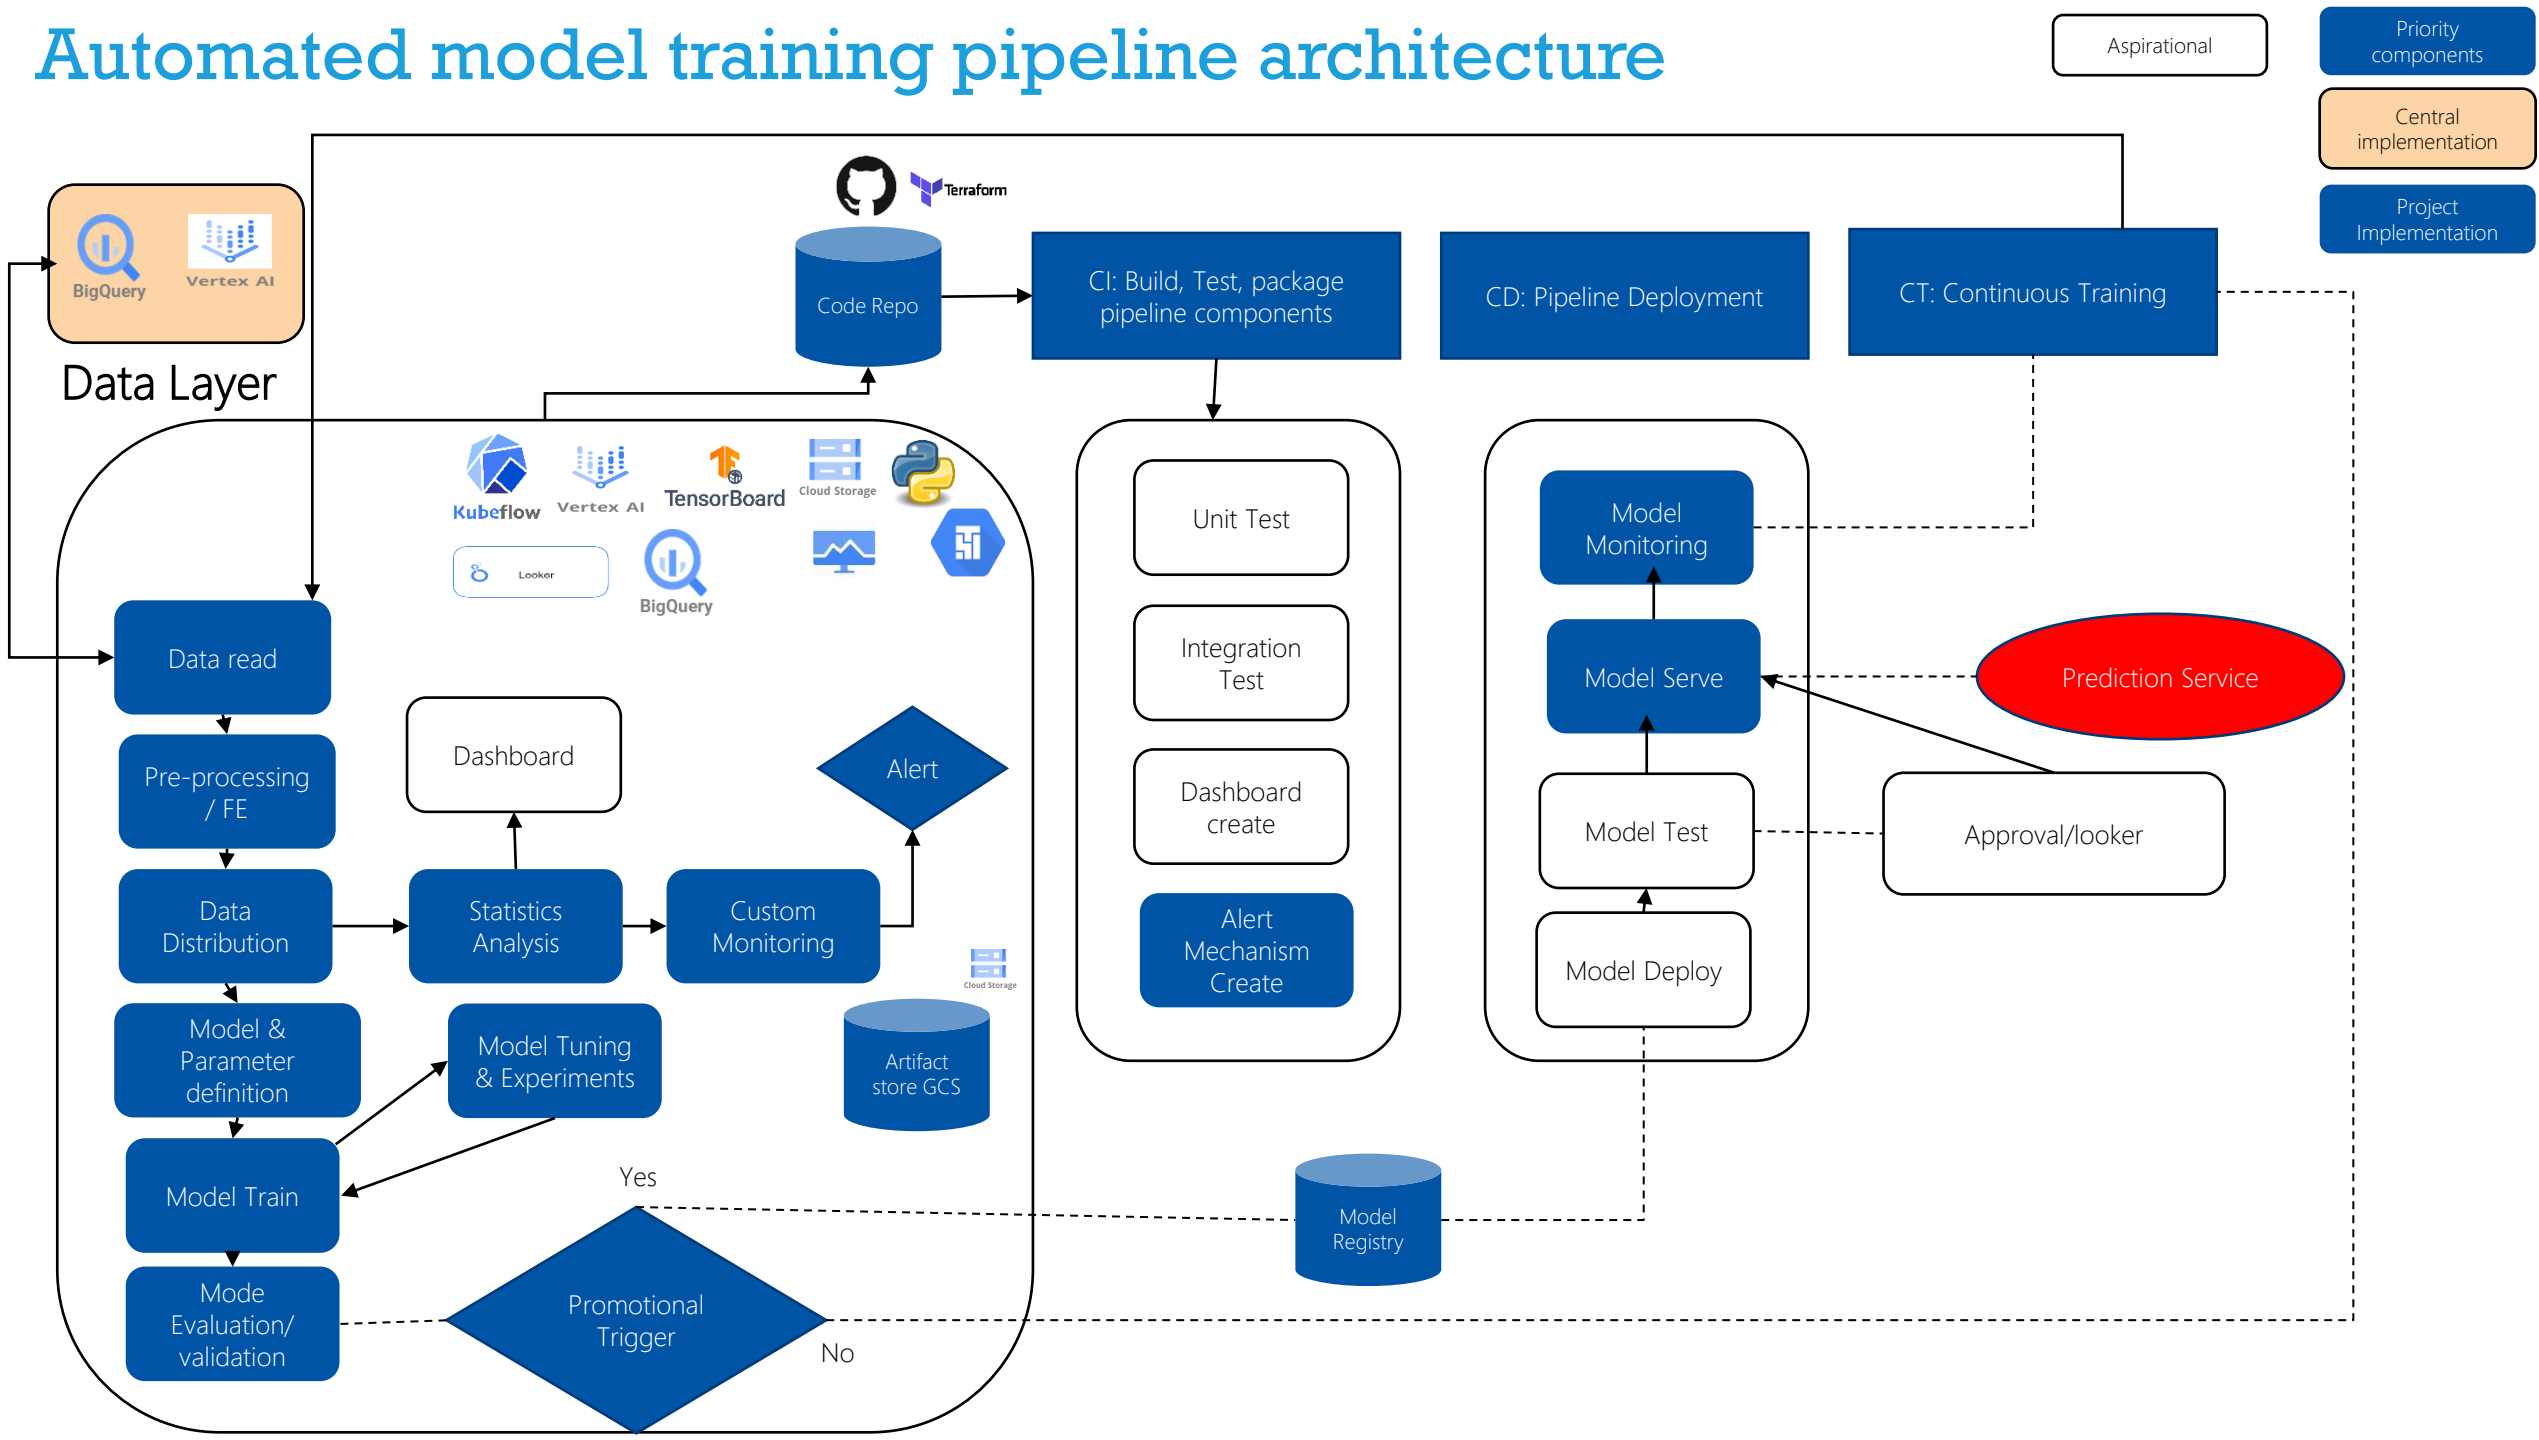 Automated model training pipeline architecture
Aspirational
Priority
components
Central
implementation
Project
Implementation
BigQuery
Vertex AI
Data Layer
Terraform
Code Repo
CI: Build, Test, package
pipeline components
CD: Pipeline Deployment
CT: Continuous Training
Kubeflow
Vertex AI
TensorBoard
Cloud Storage
Looker
BigQuery
Data read
Pre-processing
/ FE
Data
Distribution
Model &
Parameter
definition
Model Train
Mode
Evaluation/
validation
Dashboard
Statistics
Analysis
Custom
Monitoring
Alert
Model Tuning
& Experiments
Cloud Storage
Artifact
store GCS
Yes
Promotional
Trigger
No
Unit Test
Integration
Test
Dashboard
create
Alert
Mechanism
Create
Model
Registry
Model
Monitoring
Model Serve
Model Test
Model Deploy
Prediction Service
Approval/looker